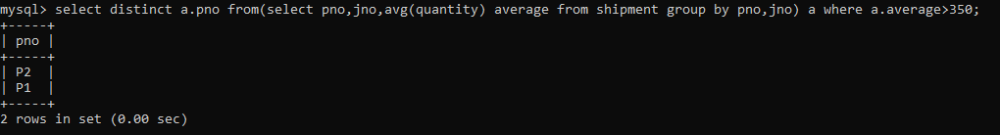 mysql> select distinct a.pno from(select pno,jno,avg(quantity) average from shipment group by pno,jno) a where a.average>350;
+-----+
| pno |
+-----+
| P2  |
| P1  |
+-----+
2 rows in set (0.00 sec)